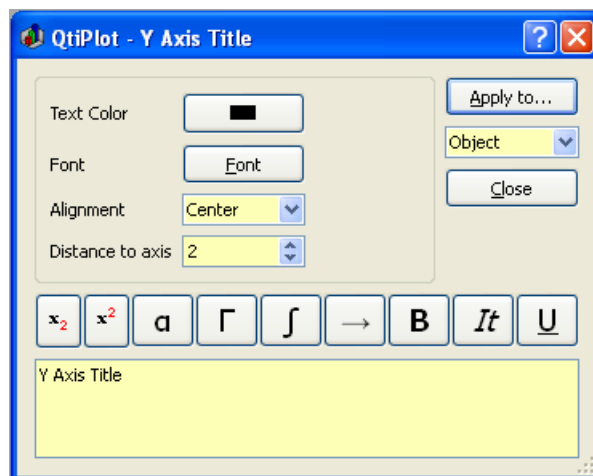 QtiPlot - Y Axis Title
?
Text Color
Apply to...
Font
Font
Object
Alignment
Center
Close
Distance to axis
2
x₂
x²
α
Γ
∫
→
B
It
U
Y Axis Title